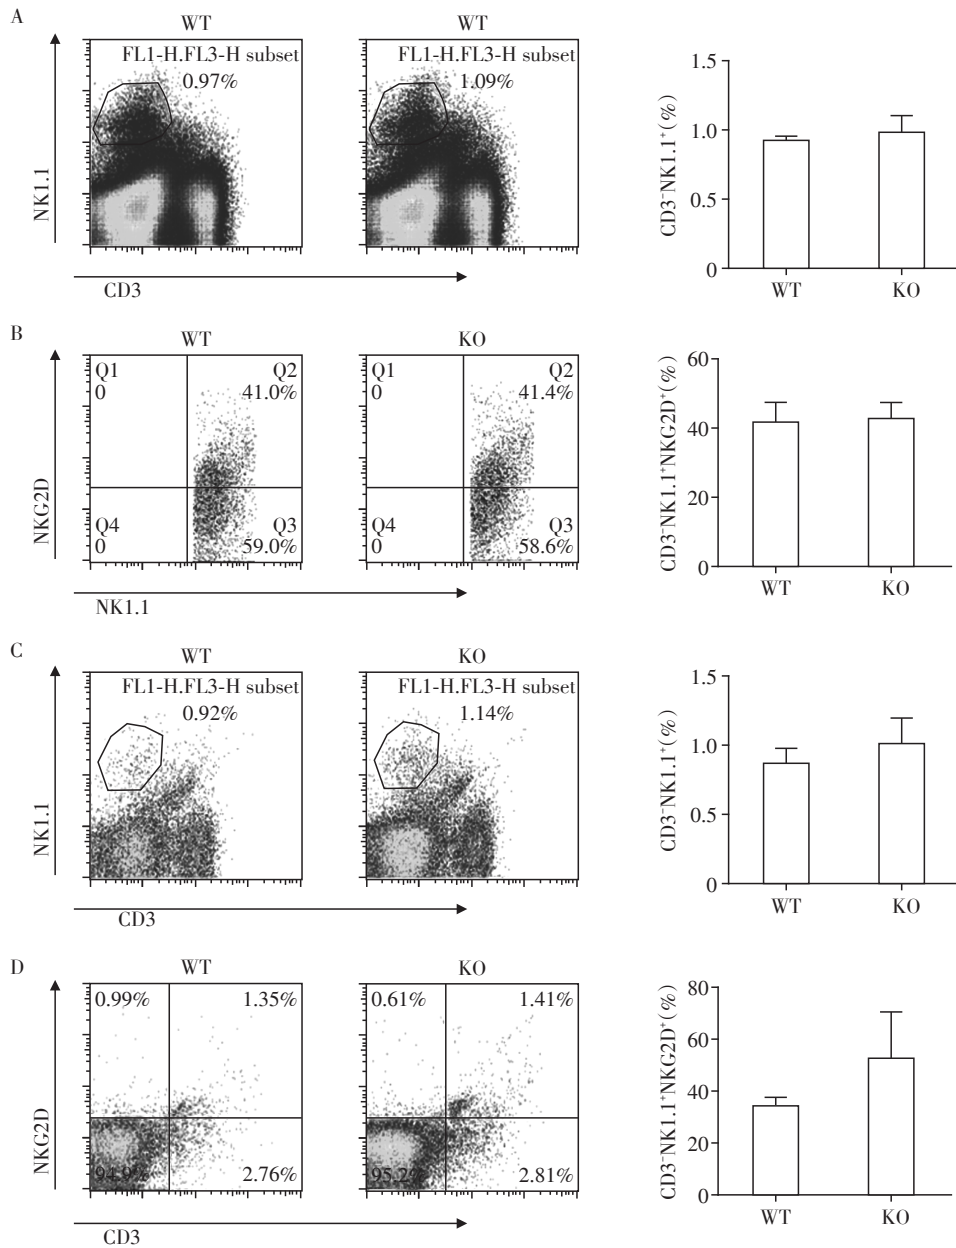 A
WT
WT
FL1-H.FL3-H subset
0.97%
FL1-H.FL3-H subset
1.09%
NK1.1
CD3
CD3⁻NK1.1⁺(%)
1.5
1.0
0.5
0
WT
KO
B
WT
KO
Q1
0
Q2
41.0%
Q4
0
Q3
59.0%
Q1
0
Q2
41.4%
Q4
0
Q3
58.6%
NKG2D
NK1.1
CD3⁻NK1.1⁺NKG2D⁺(%)
60
40
20
0
WT
KO
C
WT
KO
FL1-H.FL3-H subset
0.92%
FL1-H.FL3-H subset
1.14%
NK1.1
CD3
CD3⁻NK1.1⁺(%)
1.5
1.0
0.5
0
WT
KO
D
WT
KO
0.99%
1.35%
2.76%
0.61%
1.41%
95.2%
2.81%
NKG2D
CD3
CD3⁻NK1.1⁺NKG2D⁺(%)
80
60
40
20
0
WT
KO